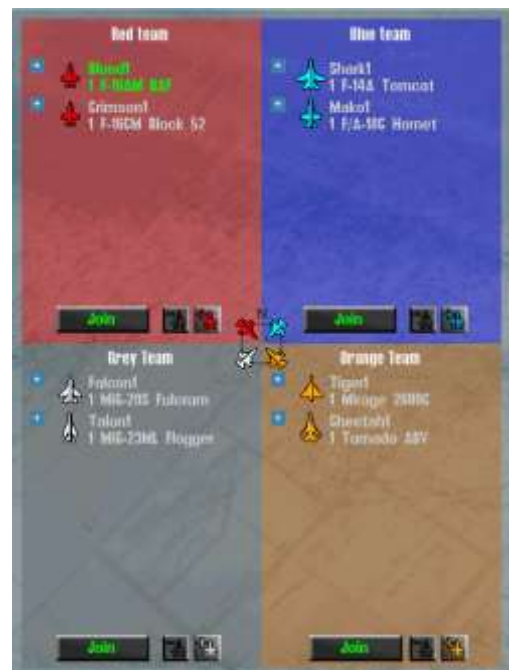 Red team
Blood1
1 F-16AM BAF
Crimson1
1 F-16CM Block 52
Join
Blue team
Shark1
1 F-14A Tomcat
Mako1
1 F/A-18C Hornet
Join
N
Grey Team
Falcon1
1 MiG-29S Fulcrum
Talon1
1 MiG-23ML Flogger
Join
Orange Team
Tiger1
1 Mirage 2000C
Cheetah1
1 Tornado ADV
Join